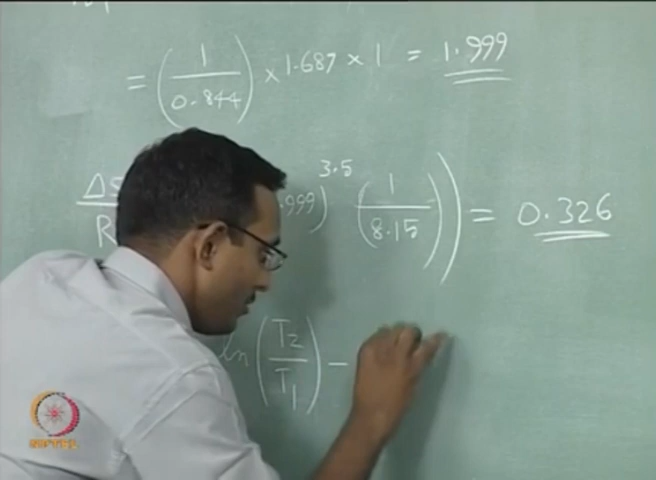 = (1/0.844) × 1.687 × 1 = 1.999
ΔS/R .999)^3.5 (1/8.15)) = 0.326
ln (T2/T1) −
NPTEL